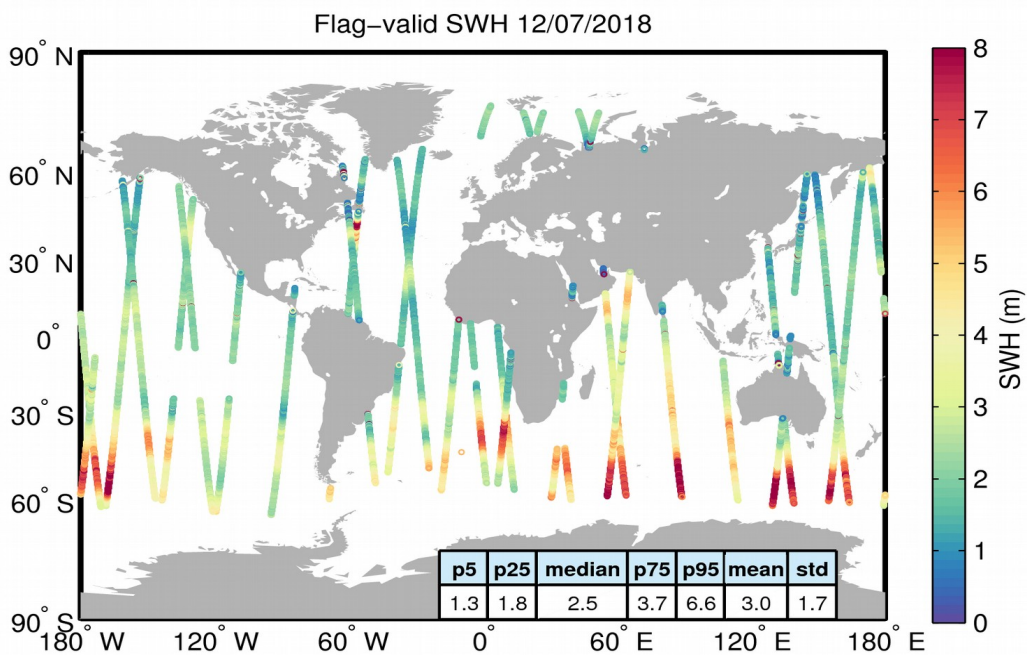 Flag−valid SWH 12/07/2018
90° N
60° N
30° N
0°
30° S
60° S
90° S
180° W
120° W
60° W
0°
60° E
120° E
180° E
8
7
6
5
4
3
2
1
0
SWH (m)
p5 p25 median p75 p95 mean std
1.3 1.8 2.5 3.7 6.6 3.0 1.7